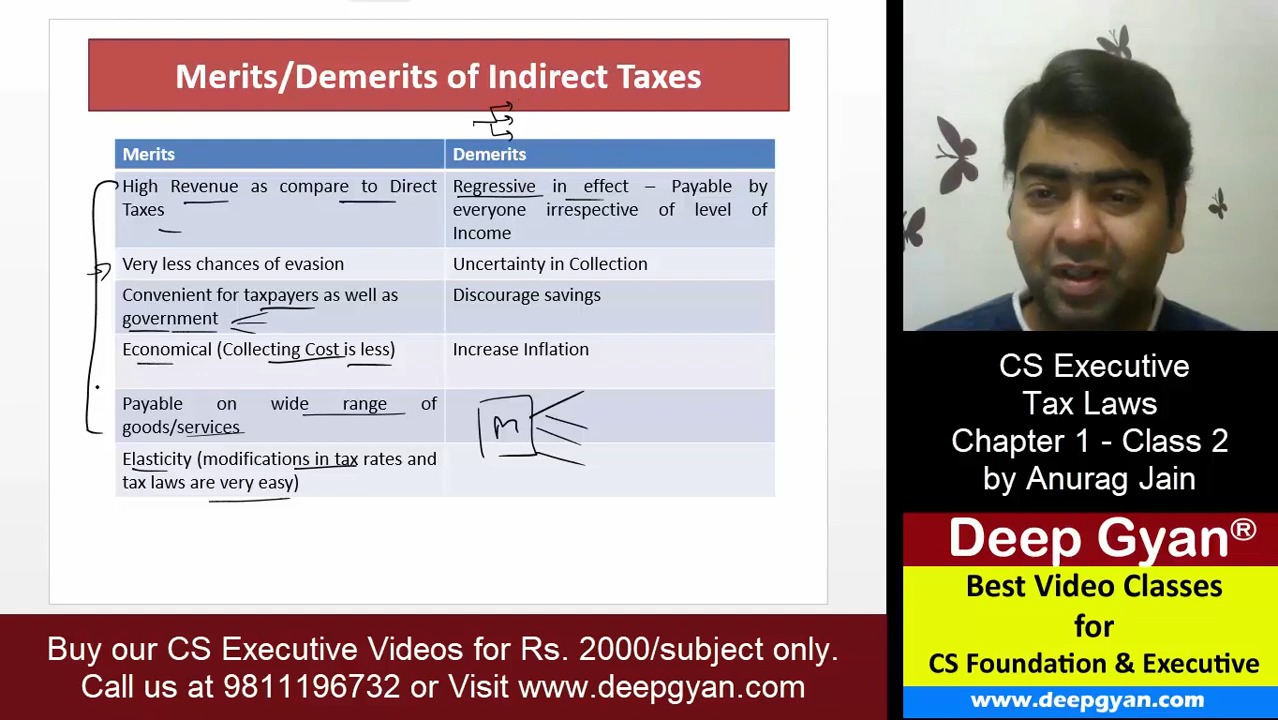 Merits/Demerits of Indirect Taxes
Merits
Demerits
High Revenue as compare to Direct
Taxes
Regressive in effect – Payable by
everyone irrespective of level of
Income
Very less chances of evasion
Uncertainty in Collection
Convenient for taxpayers as well as
government
Discourage savings
Economical (Collecting Cost is less)
Increase Inflation
Payable on wide range of
goods/services
m
Elasticity (modifications in tax rates and
tax laws are very easy)
CS Executive
Tax Laws
Chapter 1 - Class 2
by Anurag Jain
Deep Gyan®
Best Video Classes
for
CS Foundation & Executive
www.deepgyan.com
Buy our CS Executive Videos for Rs. 2000/subject only.
Call us at 9811196732 or Visit www.deepgyan.com